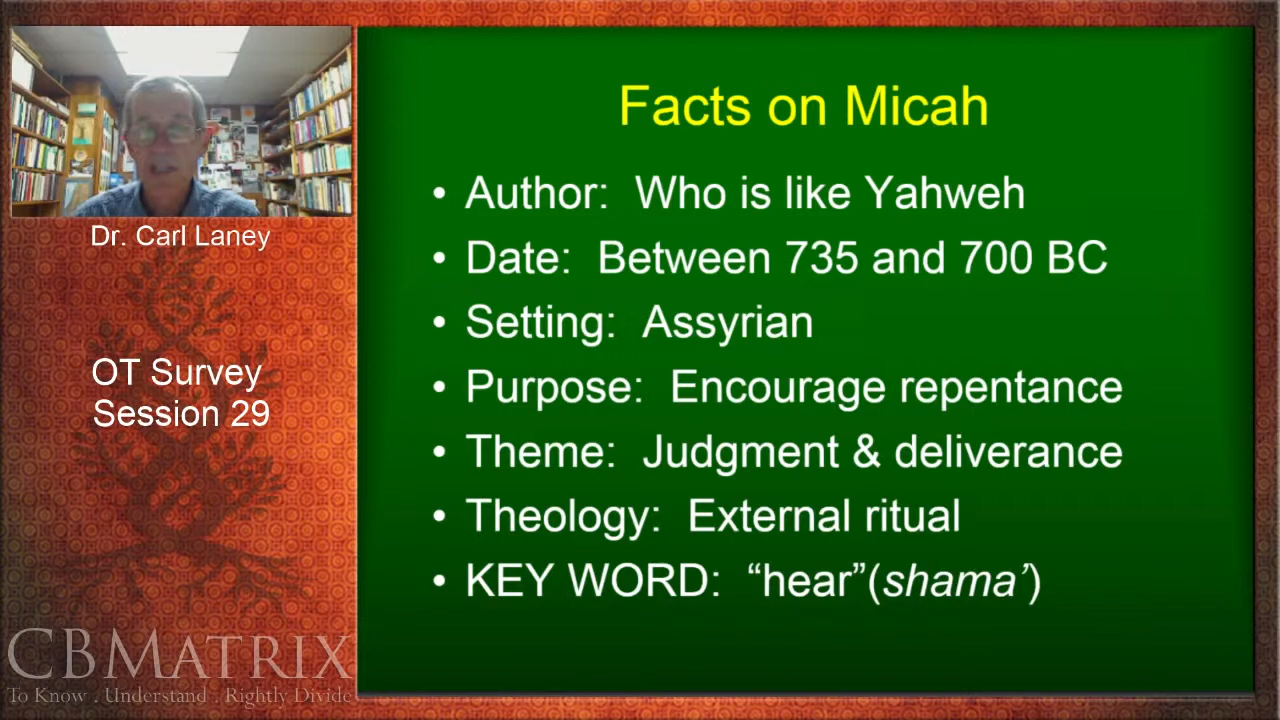 Dr. Carl Laney
OT Survey
Session 29
CBMATRIX
To Know . Understand . Rightly Divide
Facts on Micah
• Author:  Who is like Yahweh
• Date:  Between 735 and 700 BC
• Setting:  Assyrian
• Purpose:  Encourage repentance
• Theme:  Judgment & deliverance
• Theology:  External ritual
• KEY WORD:  “hear”(shama’)